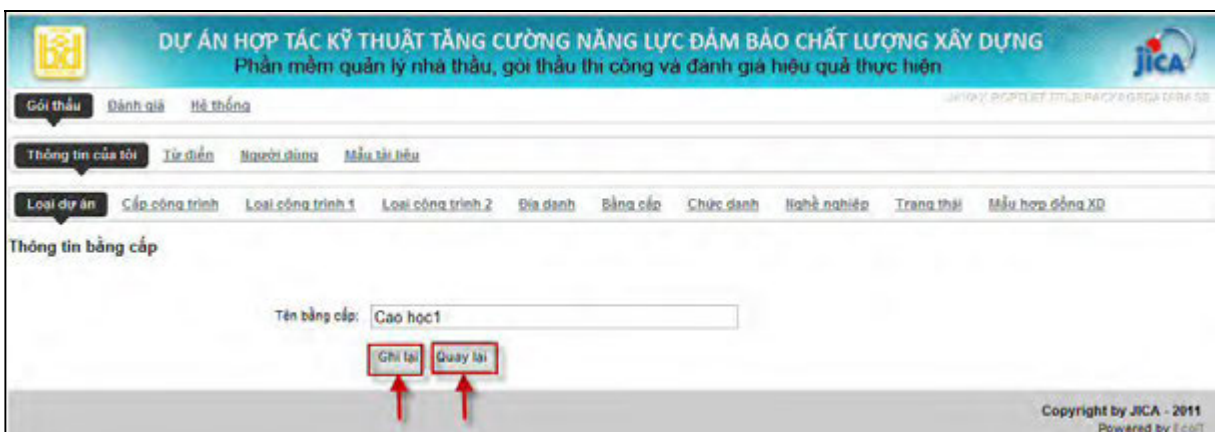 DỰ ÁN HỢP TÁC KỸ THUẬT TĂNG CƯỜNG NĂNG LỰC ĐẢM BẢO CHẤT LƯỢNG XÂY DỰNG
Phần mềm quản lý nhà thầu, gói thầu thi công và đánh giá hiệu quả thực hiện
JICA
Gói thầu Đánh giá Hệ thống
Thông tin của tôi Từ điển Người dùng Mẫu tài liệu
Loại dự án Cấp công trình Loại công trình 1 Loại công trình 2 Địa danh Bằng cấp Chức danh Nghề nghiệp Trạng thái Mẫu hợp đồng XD
Thông tin bằng cấp
Tên bằng cấp: Cao học1
Ghi lại Quay lại
Copyright by JICA - 2011
Powered by